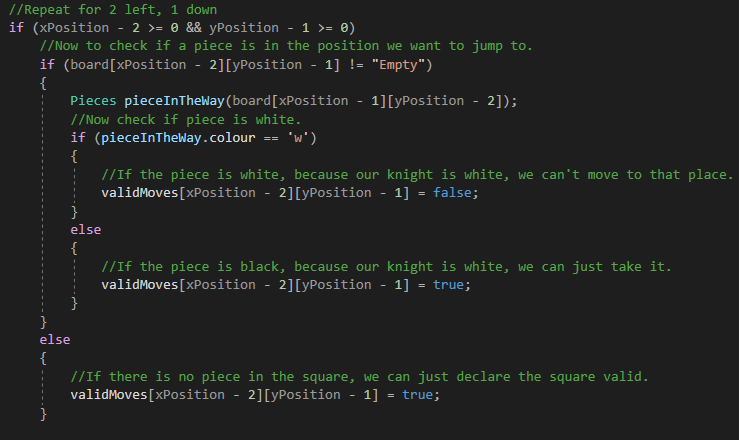 //Repeat for 2 left, 1 down
if (xPosition - 2 >= 0 && yPosition - 1 >= 0)
//Now to check if a piece is in the position we want to jump to.
if (board[xPosition - 2][yPosition - 1] != "Empty")
{
Pieces pieceInTheWay(board[xPosition - 1][yPosition - 2]);
//Now check if piece is white.
if (pieceInTheWay.colour == 'w')
{
//If the piece is white, because our knight is white, we can't move to that place.
validMoves[xPosition - 2][yPosition - 1] = false;
}
else
{
//If the piece is black, because our knight is white, we can just take it.
validMoves[xPosition - 2][yPosition - 1] = true;
}
}
else
{
//If there is no piece in the square, we can just declare the square valid.
validMoves[xPosition - 2][yPosition - 1] = true;
}